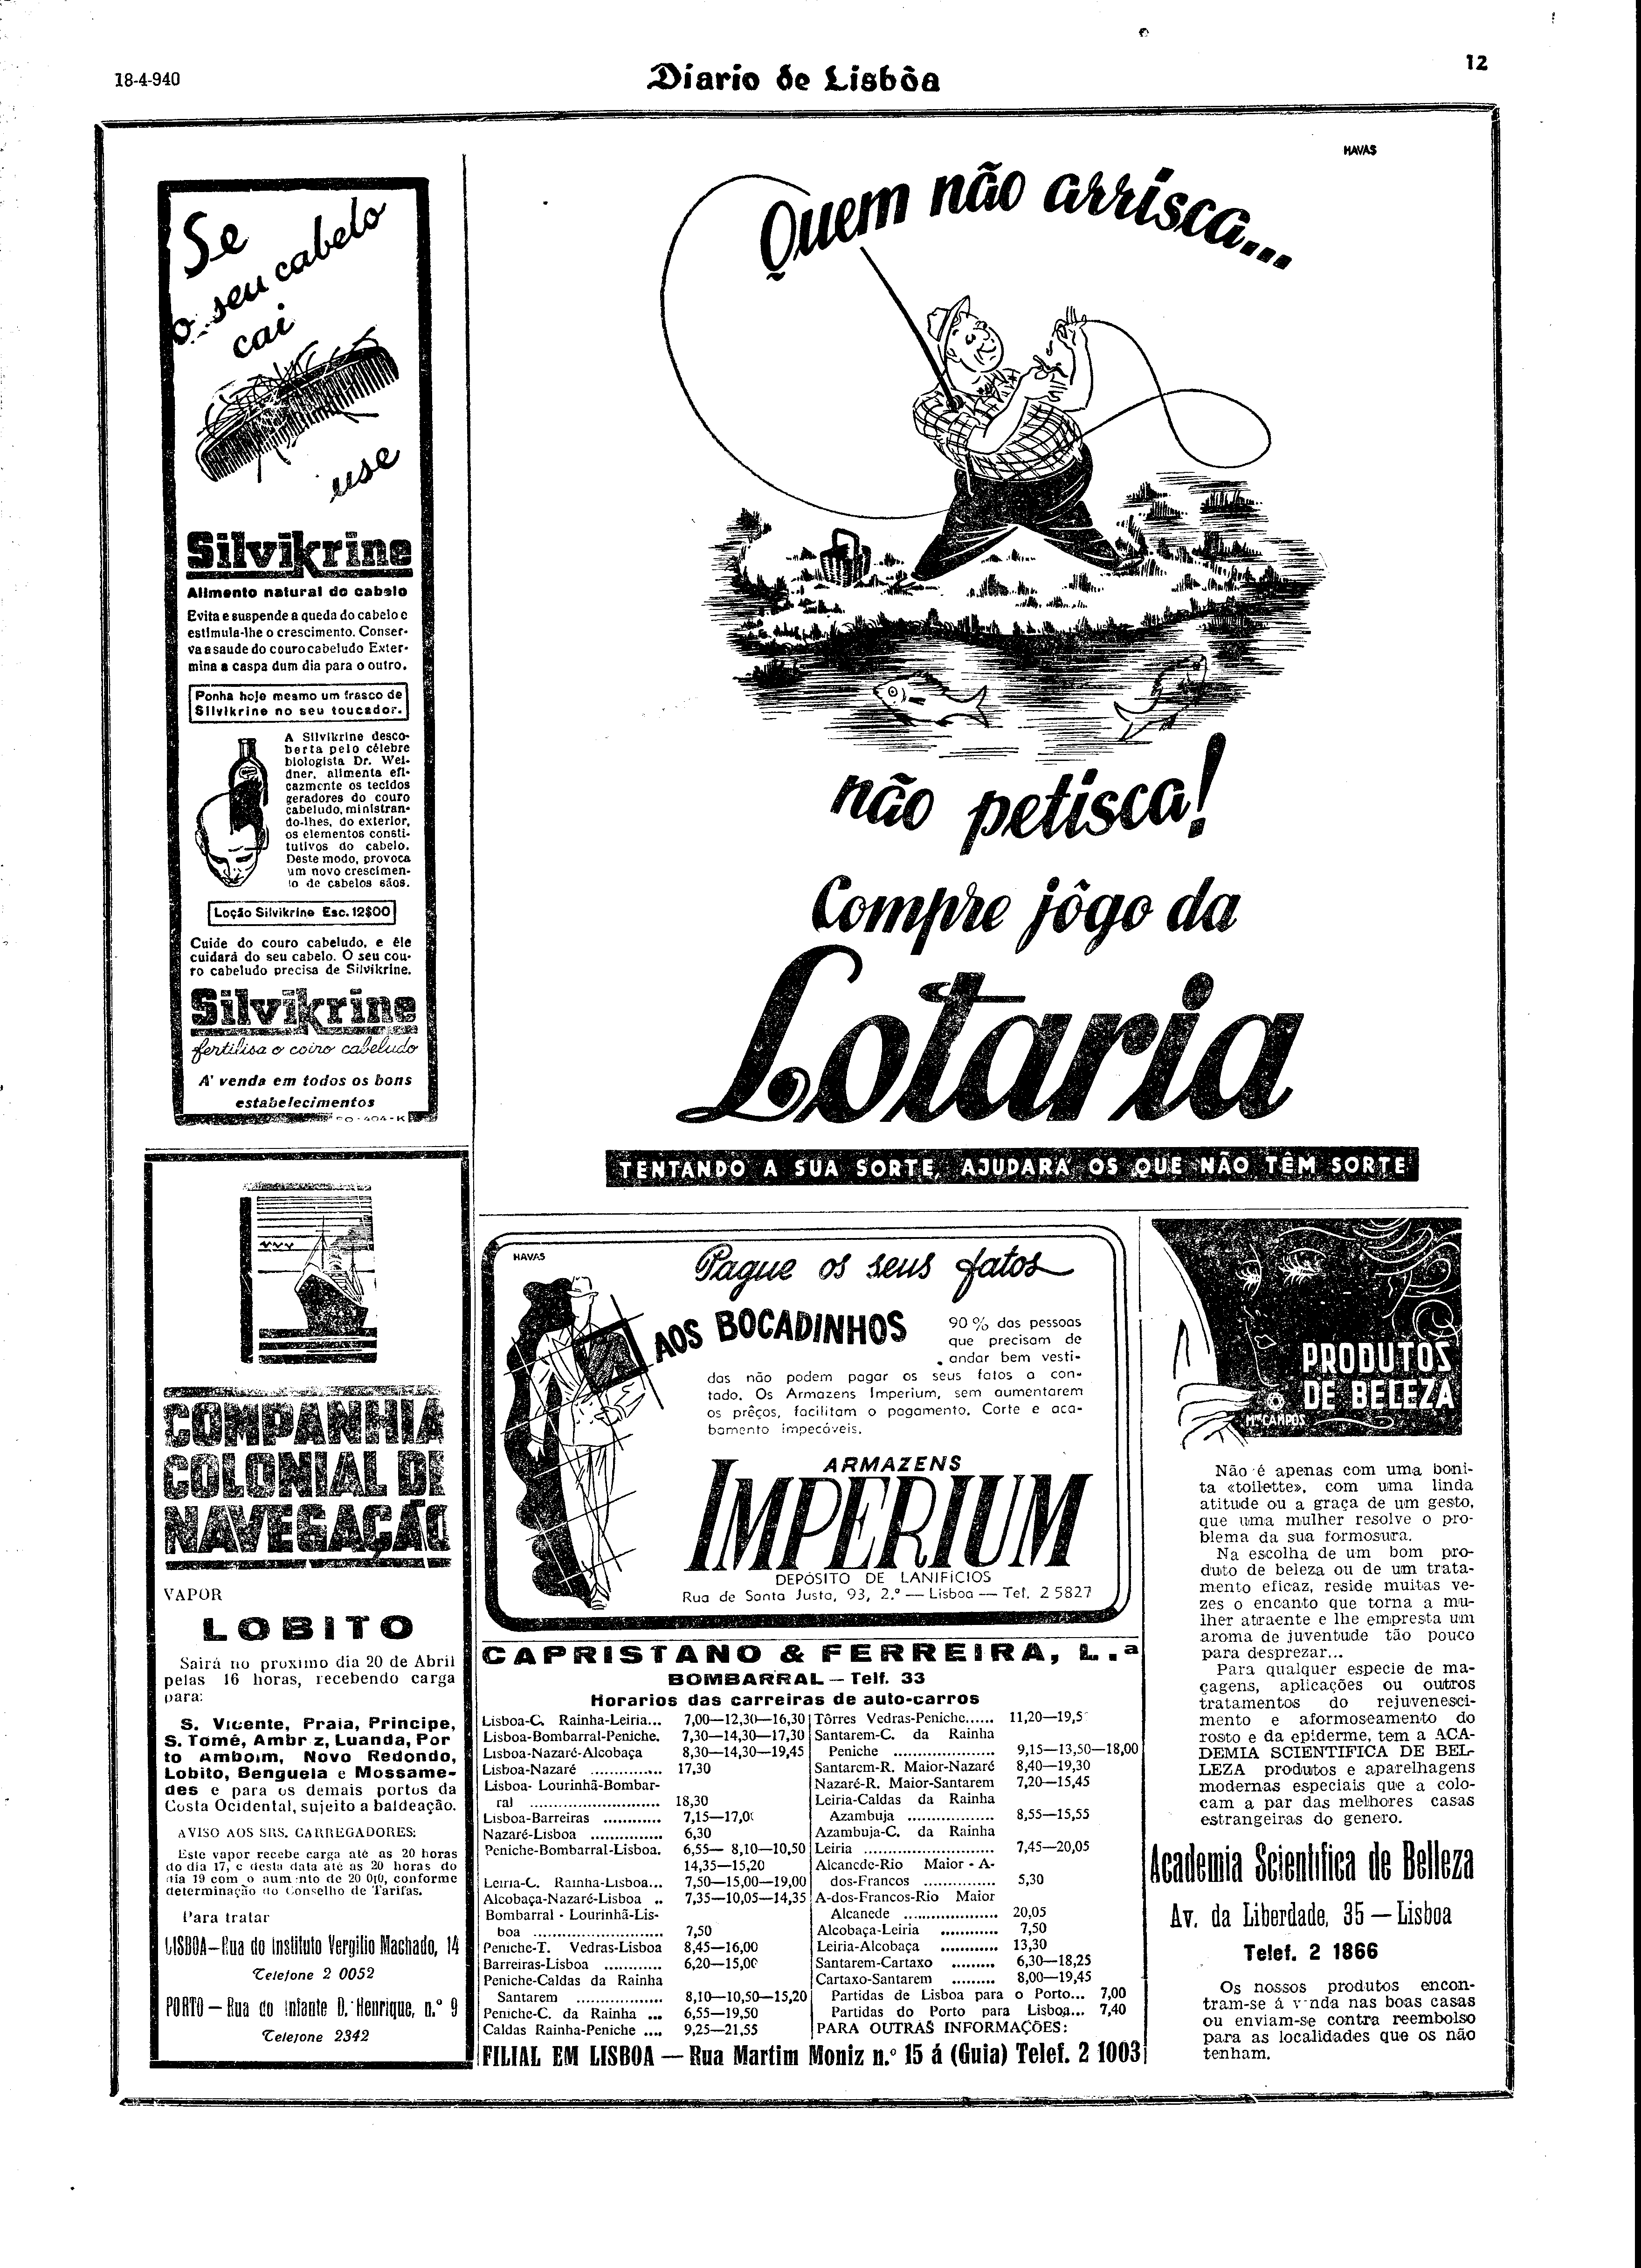 18-4-940
Diario de Lisbôa
12
Se
o seu cabelo
cai
use
Silvikrine
Alimento natural do cabelo
Evita e suspende a queda do cabelo e
estimula-lhe o crescimento. Conser-
va a saude do couro cabeludo Exter-
mina a caspa dum dia para o outro.
Ponha hoje mesmo um frasco de
Silvikrine no seu toucador.
A Silvikrine desco-
berta pelo célebre
biologista Dr. Wei-
dner, alimenta efi-
cazmente os tecidos
geradores do couro
cabeludo, ministran-
do-lhes, do exterior,
os elementos consti-
tutivos do cabelo.
Deste modo, provoca
um novo crescimen-
to de cabelos sãos.
Loção Silvikrine Esc. 12$00
Cuide do couro cabeludo, e êle
cuidará do seu cabelo. O seu cou-
ro cabeludo precisa de Silvikrine.
Silvikrine
fertilisa o coiro cabeludo
A' venda em todos os bons
estabelecimentos
HAVAS
Quem não arrisca...
não petisca!
Compre jôgo da
Lotaria
TENTANDO A SUA SORTE, AJUDARÁ OS QUE NÃO TÊM SORTE
COMPANHIA
COLONIAL DE
NAVEGAÇÃO
VAPOR
LOBITO
Sairá no proximo dia 20 de Abril
pelas 16 horas, recebendo carga
para:
S. Vicente, Praia, Principe,
S. Tomé, Ambr z, Luanda, Por
to Amboim, Novo Redondo,
Lobito, Benguela e Mossame-
des e para os demais portos da
Costa Ocidental, sujeito a baldeação.
AVISO AOS SRS. CARREGADORES:
Este vapor recebe carga até as 20 horas
do dia 17, e desta data até as 20 horas do
dia 19 com o aum nto de 20 0|0, conforme
determinação do Conselho de Tarifas.
Para tratar
LISBOA—Rua do Instituto Vergilio Machado, 14
Telefone 2 0052
PORTO—Rua do Infante D. Henrique, n.º 9
Telefone 2342
HAVAS
Pague os seus fatos
AOS BOCADINHOS
90 % das pessoas
que precisam de
andar bem vesti-
das não podem pagar os seus fatos a con-
tado. Os Armazens Imperium, sem aumentarem
os prêços, facilitam o pagamento. Corte e aca-
bamento impecáveis.
ARMAZENS
IMPERIUM
DEPÓSITO DE LANIFÍCIOS
Rua de Santa Justa, 93, 2.º — Lisboa — Tel. 2 5827
CAPRISTANO & FERREIRA, L.ª
BOMBARRAL — Telf. 33
Horarios das carreiras de auto-carros
Lisboa-C. Rainha-Leiria... 7,00—12,30—16,30
Lisboa-Bombarral-Peniche. 7,30—14,30—17,30
Lisboa-Nazaré-Alcobaça 8,30—14,30—19,45
Lisboa-Nazaré ............. 17,30
Lisboa- Lourinhã-Bombar-
ral .......................... 18,30
Lisboa-Barreiras ............ 7,15—17,00
Nazaré-Lisboa ............... 6,30
Peniche-Bombarral-Lisboa. 6,55— 8,10—10,50
14,35—15,20
Leiria-C. Rainha-Lisboa... 7,50—15,00—19,00
Alcobaça-Nazaré-Lisboa .. 7,35—10,05—14,35
Bombarral - Lourinhã-Lis-
boa .......................... 7,50
Peniche-T. Vedras-Lisboa 8,45—16,00
Barreiras-Lisboa ............ 6,20—15,00
Peniche-Caldas da Rainha
Santarem .................. 8,10—10,50—15,20
Peniche-C. da Rainha ... 6,55—19,50
Caldas Rainha-Peniche .... 9,25—21,55
Tôrres Vedras-Peniche...... 11,20—19,5
Santarem-C. da Rainha
Peniche ..................... 9,15—13,50—18,00
Santarem-R. Maior-Nazaré 8,40—19,30
Nazaré-R. Maior-Santarem 7,20—15,45
Leiria-Caldas da Rainha
Azambuja .................. 8,55—15,55
Azambuja-C. da Rainha
Leiria ........................ 7,45—20,05
Alcanede-Rio Maior - A-
dos-Francos ............... 5,30
A-dos-Francos-Rio Maior
Alcanede .................... 20,05
Alcobaça-Leiria ............ 7,50
Leiria-Alcobaça ............ 13,30
Santarem-Cartaxo ......... 6,30—18,25
Cartaxo-Santarem ......... 8,00—19,45
Partidas de Lisboa para o Porto... 7,00
Partidas do Porto para Lisboa... 7,40
PARA OUTRAS INFORMAÇÕES:
FILIAL EM LISBOA — Rua Martim Moniz n.º 15 á (Guia) Telef. 2 1003
PRODUTOS
DE BELEZA
Mme CAMPOS
Não é apenas com uma boni-
ta «toilette», com uma linda
atitude ou a graça de um gesto,
que uma mulher resolve o pro-
blema da sua formosura.
Na escolha de um bom pro-
duto de beleza ou de um trata-
mento eficaz, reside muitas ve-
zes o encanto que torna a mu-
lher atraente e lhe empresta um
aroma de juventude tão pouco
para desprezar...
Para qualquer especie de ma-
çagens, aplicações ou outros
tratamentos do rejuvenesci-
mento e aformoseamento do
rosto e da epiderme, tem a ACA-
DEMIA SCIENTIFICA DE BEL-
LEZA produtos e aparelhagens
modernas especiais que a colo-
cam a par das melhores casas
estrangeiras do genero.
Academia Scientifica de Belleza
Av. da Liberdade, 35 — Lisboa
Telef. 2 1866
Os nossos produtos encon-
tram-se á v nda nas boas casas
ou enviam-se contra reembolso
para as localidades que os não
tenham.